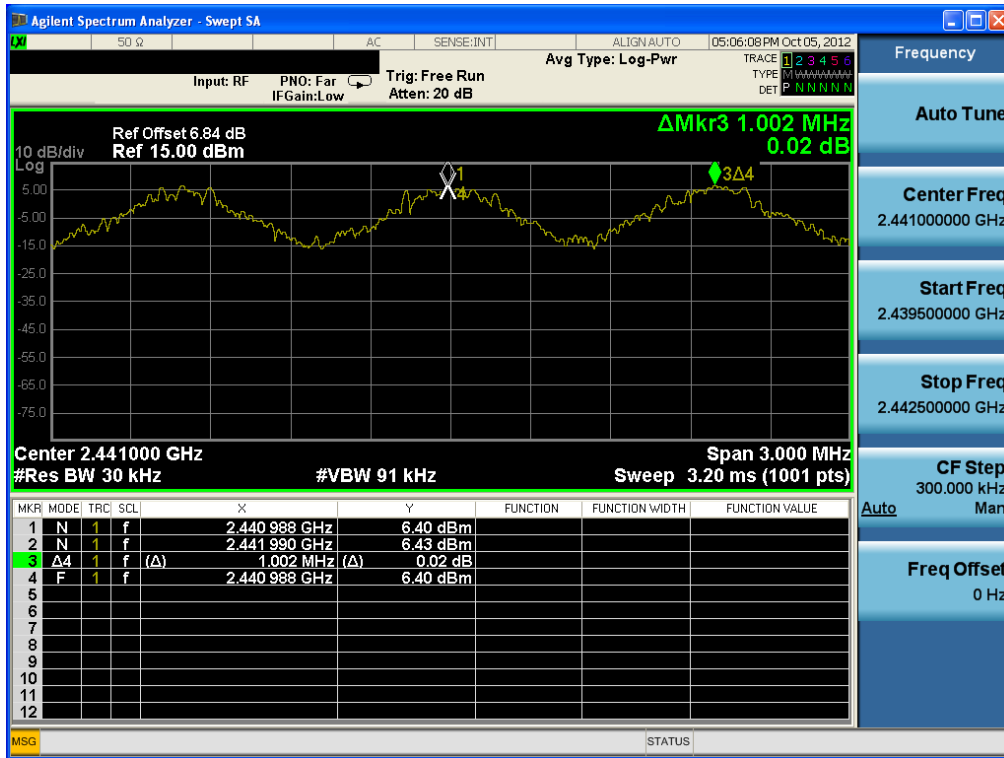 Agilent Spectrum Analyzer - Swept SA
LXI 50 Ω AC SENSE:INT ALIGN AUTO 05:06:08 PM Oct 05, 2012
Input: RF PNO: Far IFGain:Low Trig: Free Run Atten: 20 dB Avg Type: Log-Pwr
TRACE 1 2 3 4 5 6
TYPE M W W W W W
DET P N N N N N
Ref Offset 6.84 dB
Ref 15.00 dBm
ΔMkr3 1.002 MHz
0.02 dB
10 dB/div
Log
1
4
3Δ4
5.00
-5.00
-15.0
-25.0
-35.0
-45.0
-55.0
-65.0
-75.0
Center 2.441000 GHz Span 3.000 MHz
#Res BW 30 kHz #VBW 91 kHz Sweep 3.20 ms (1001 pts)
MKR MODE TRC SCL X Y FUNCTION FUNCTION WIDTH FUNCTION VALUE
1 N 1 f 2.440 988 GHz 6.40 dBm
2 N 1 f 2.441 990 GHz 6.43 dBm
3 Δ4 1 f (Δ) 1.002 MHz (Δ) 0.02 dB
4 F 1 f 2.440 988 GHz 6.40 dBm
5
6
7
8
9
10
11
12
MSG STATUS
Frequency
Auto Tune
Center Freq
2.441000000 GHz
Start Freq
2.439500000 GHz
Stop Freq
2.442500000 GHz
CF Step
300.000 kHz
Auto Man
Freq Offset
0 Hz